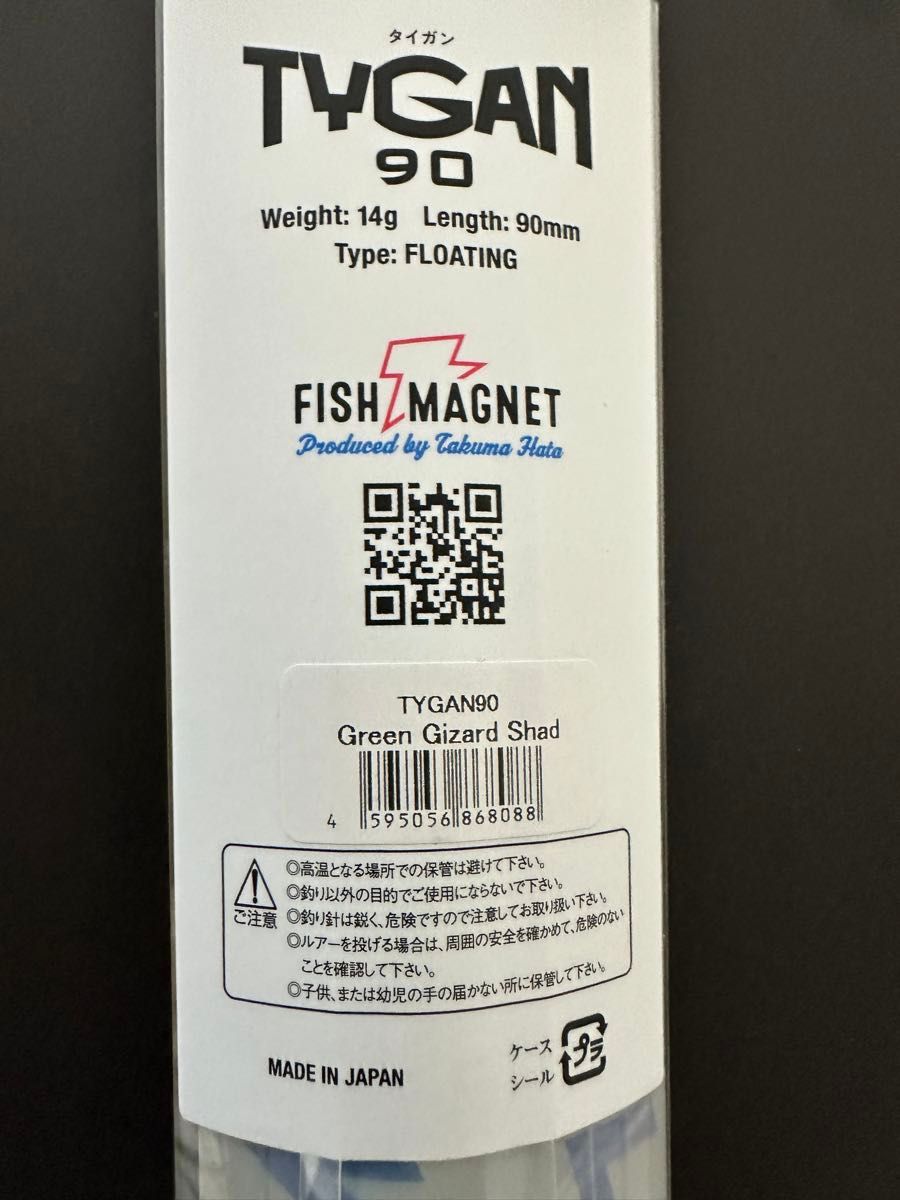 タイガン
TYGAN
90
Weight: 14g Length: 90mm
Type: FLOATING
FISH MAGNET
Produced by Takuma Hata
TYGAN90
Green Gizard Shad
4 595056 868088
ご注意
◎高温となる場所での保管は避けて下さい。
◎釣り以外の目的でご使用にならないで下さい。
◎釣り針は鋭く、危険ですので注意してお取り扱い下さい。
◎ルアーを投げる場合は、周囲の安全を確かめて、危険のない
ことを確認して下さい。
◎子供、または幼児の手の届かない所に保管して下さい。
MADE IN JAPAN
ケース
シール
プラ